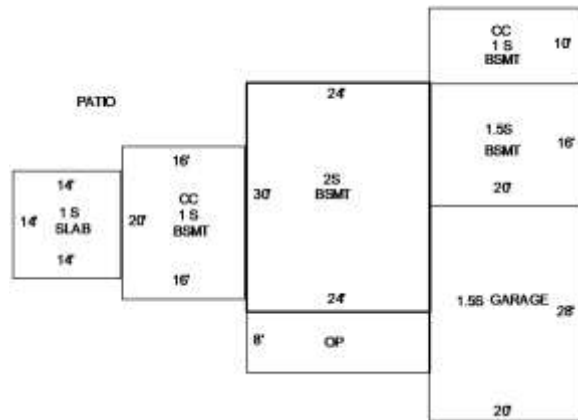 CC
1 S
BSMT
10'
PATIO
24'
1.5S
BSMT
16'
20'
16'
CC
1 S
BSMT
20'
16'
14'
1 S
SLAB
14'
14'
30'
2S
BSMT
24'
8'
OP
1.5S GARAGE
28'
20'